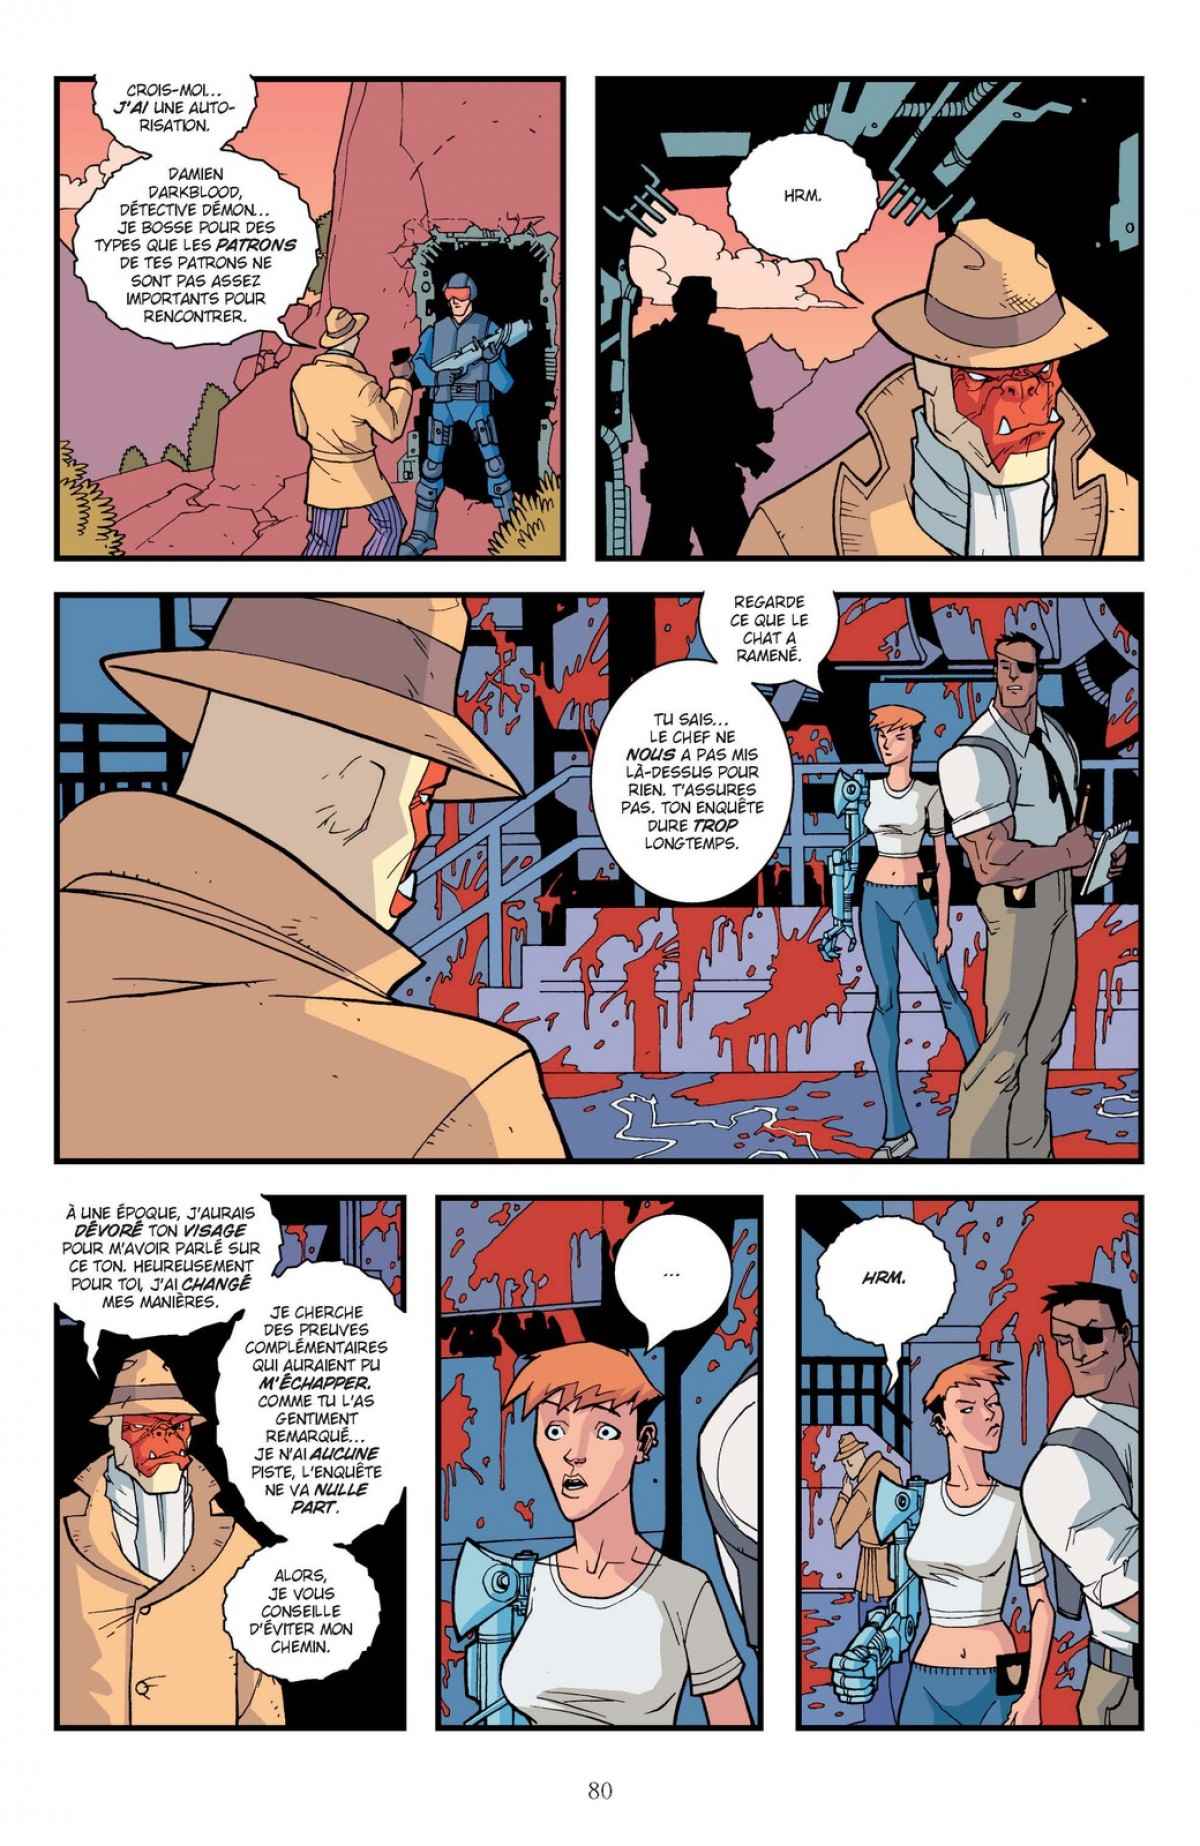 CROIS-MOI...
J'AI UNE AUTO-
RISATION.
DAMIEN
DARKBLOOD,
DÉTECTIVE DÉMON...
JE BOSSE POUR DES
TYPES QUE LES PATRONS
DE TES PATRONS NE
SONT PAS ASSEZ
IMPORTANTS POUR
RENCONTRER.
HRM.
REGARDE
CE QUE LE
CHAT A
RAMENÉ.
TU SAIS...
LE CHEF NE
NOUS A PAS MIS
LÀ-DESSUS POUR
RIEN. T'ASSURES
PAS. TON ENQUÊTE
DURE TROP
LONGTEMPS.
À UNE ÉPOQUE, J'AURAIS
DÉVORÉ TON VISAGE
POUR M'AVOIR PARLÉ SUR
CE TON. HEUREUSEMENT
POUR TOI, J'AI CHANGÉ
MES MANIÈRES.
JE CHERCHE
DES PREUVES
COMPLÉMENTAIRES
QUI AURAIENT PU
M'ÉCHAPPER.
COMME TU L'AS
GENTIMENT
REMARQUÉ...
JE N'AI AUCUNE
PISTE, L'ENQUÊTE
NE VA NULLE
PART.
ALORS,
JE VOUS
CONSEILLE
D'ÉVITER MON
CHEMIN.
...
HRM.
80